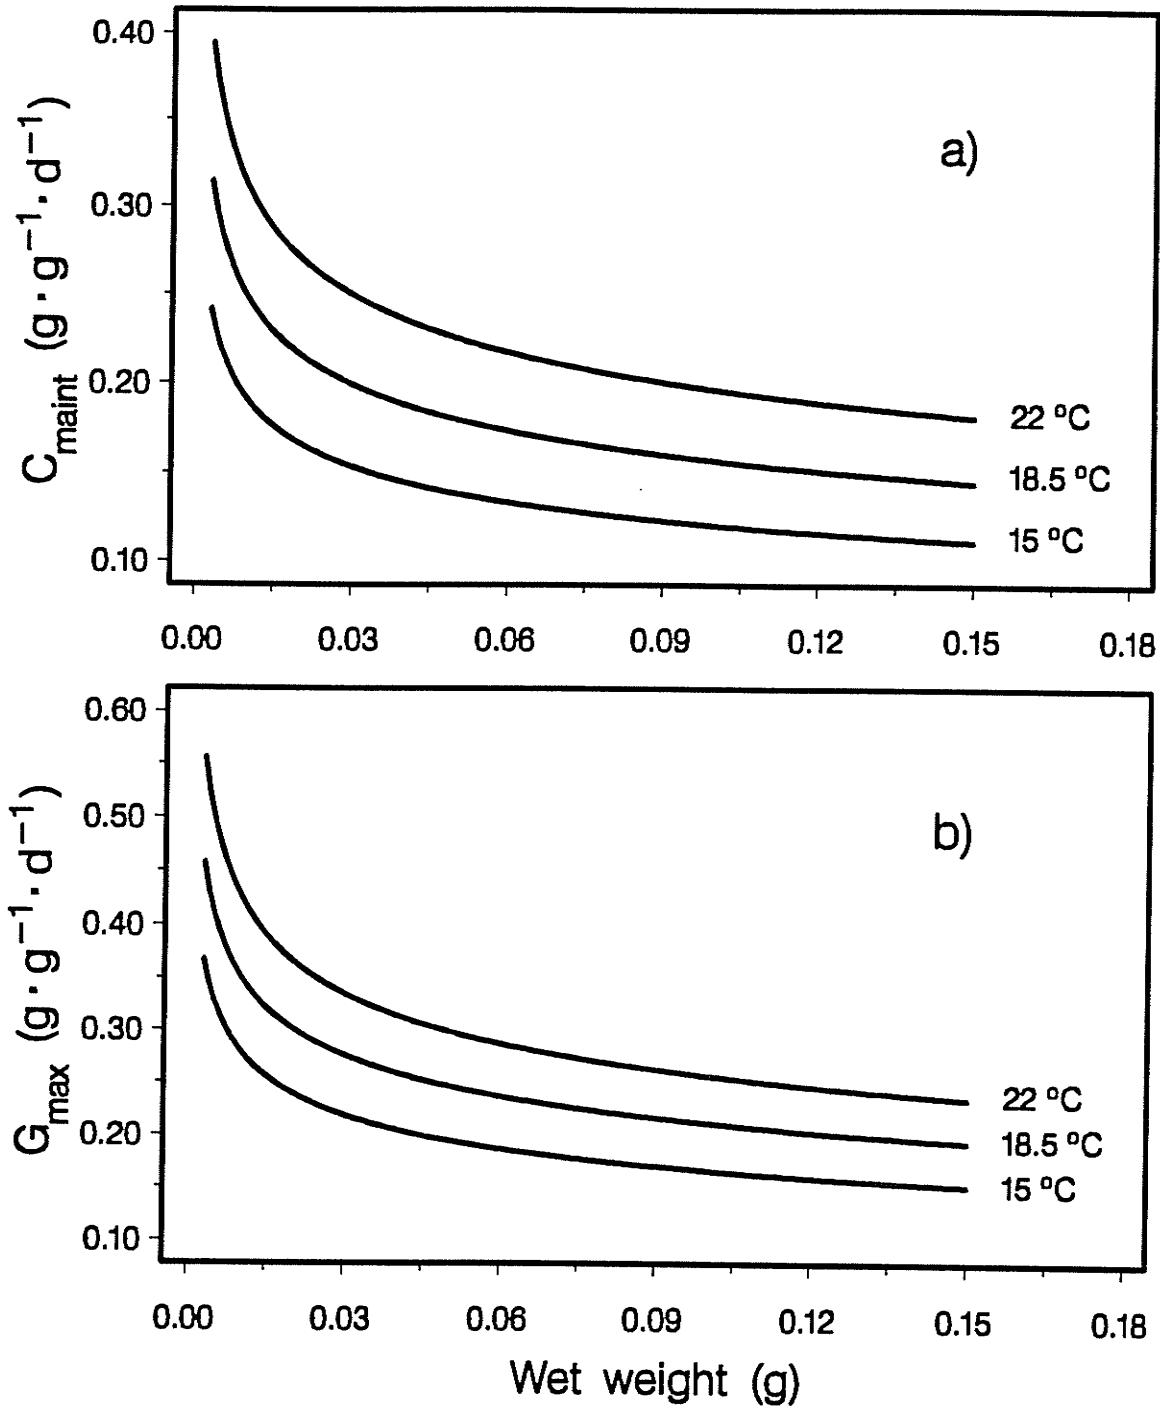 0.40
a)
0.30
C_maint (g · g⁻¹ · d⁻¹)
0.20
22 °C
18.5 °C
15 °C
0.10
0.00 0.03 0.06 0.09 0.12 0.15 0.18
0.60
0.50
b)
0.40
G_max (g · g⁻¹ · d⁻¹)
0.30
22 °C
0.20
18.5 °C
15 °C
0.10
0.00 0.03 0.06 0.09 0.12 0.15 0.18
Wet weight (g)